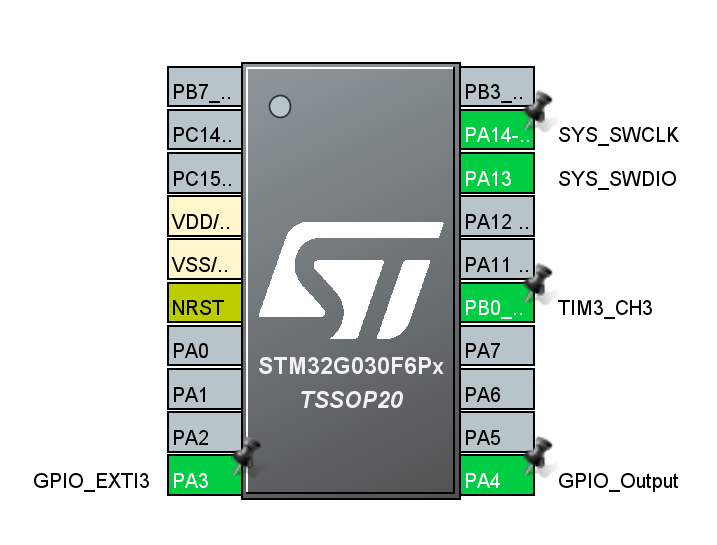 PB7_..
PB3_..
PC14..
PA14-..
SYS_SWCLK
PC15..
PA13
SYS_SWDIO
VDD/..
PA12 ..
VSS/..
PA11 ..
NRST
PB0_..
TIM3_CH3
PA0
STM32G030F6Px
PA7
PA1
TSSOP20
PA6
PA2
PA5
GPIO_EXTI3
PA3
PA4
GPIO_Output